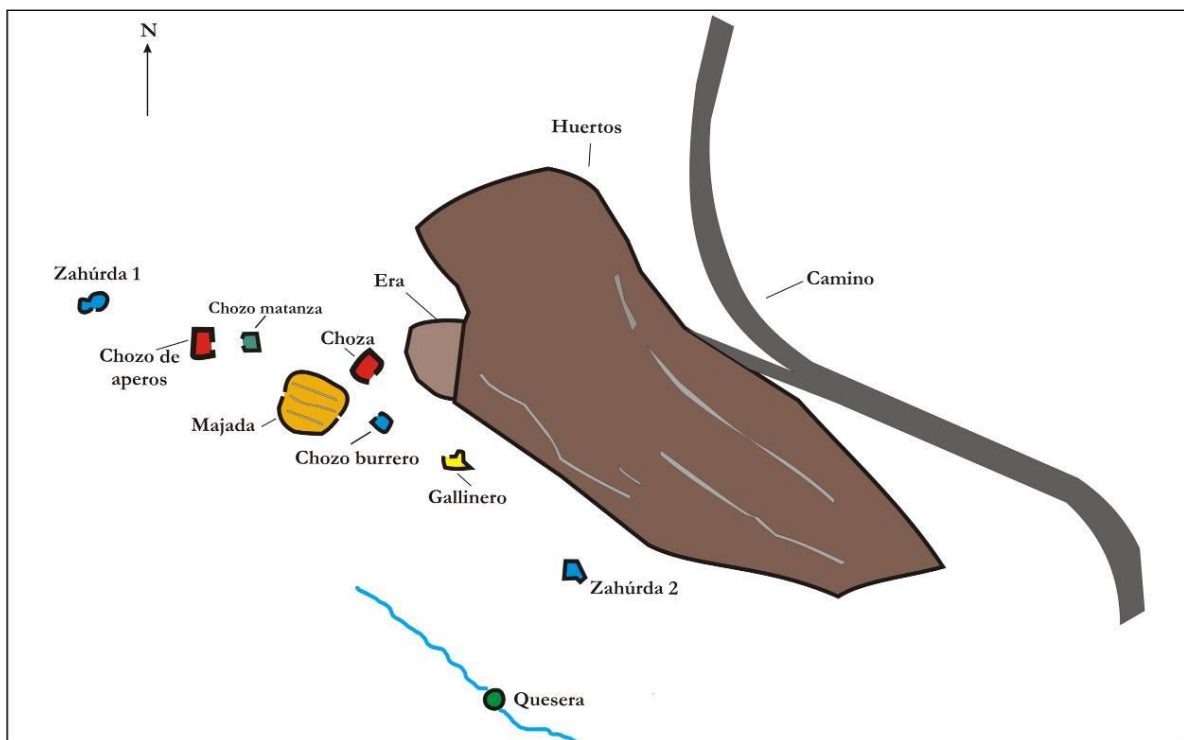 N
Huertos
Zahúrda 1
Era
Camino
Chozo matanza
Choza
Chozo de
aperos
Majada
Chozo burrero
Gallinero
Zahúrda 2
Quesera